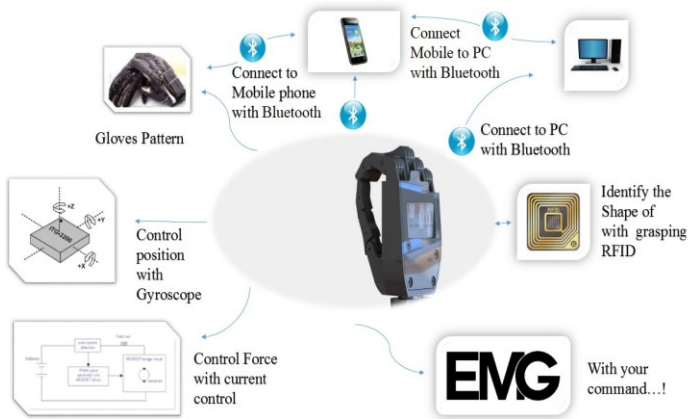 Connect to
Mobile phone
with Bluetooth
Connect
Mobile to PC
with Bluetooth
Gloves Pattern
Connect to PC
with Bluetooth
+Z
+Y
+X
Control
position
with
Gyroscope
RFID
Identify the
Shape of
with grasping
RFID
Control Force
with current
control
EMG
With your
command…!